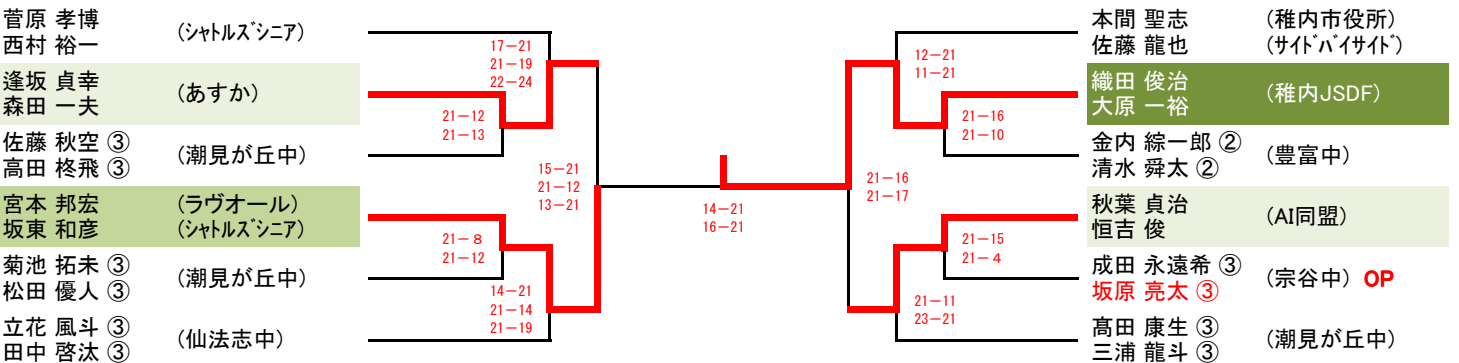 菅原 孝博
西村 裕一
(シャトルズシニア)
逢坂 貞幸
森田 一夫
(あすか)
佐藤 秋空 ③
高田 柊飛 ③
(潮見が丘中)
宮本 邦宏
坂東 和彦
(ラヴオール)
(シャトルズシニア)
菊池 拓未 ③
松田 優人 ③
(潮見が丘中)
立花 風斗 ③
田中 啓汰 ③
(仙法志中)
17-21
21-19
22-24
21-12
21-13
15-21
21-12
13-21
21-8
21-12
14-21
21-14
21-19
14-21
16-21
12-21
11-21
21-16
21-10
21-16
21-17
21-15
21-4
21-11
23-21
本間 聖志
佐藤 龍也
(稚内市役所)
(サイドバイサイド)
織田 俊治
大原 一裕
(稚内JSDF)
金内 綜一郎 ②
清水 舜太 ②
(豊富中)
秋葉 貞治
恒吉 俊
(AI同盟)
成田 永遠希 ③
坂原 亮太 ③
(宗谷中) OP
髙田 康生 ③
三浦 龍斗 ③
(潮見が丘中)